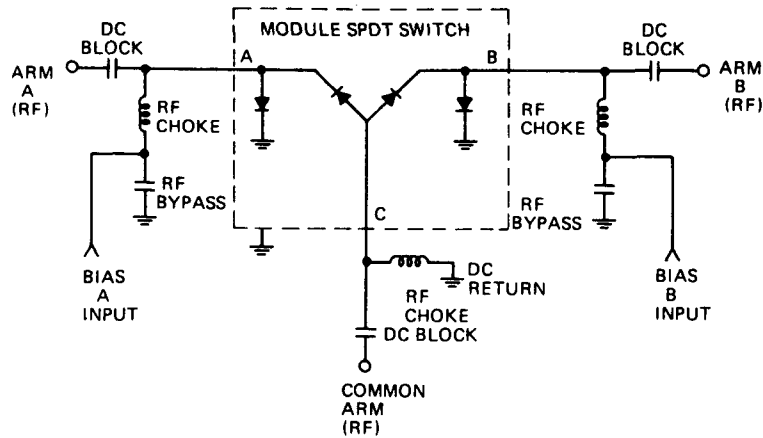 MODULE SPDT SWITCH
DC
BLOCK
ARM
A
(RF)
A
B
DC
BLOCK
ARM
B
(RF)
RF
CHOKE
RF
CHOKE
RF
BYPASS
RF
BYPASS
C
BIAS
A
INPUT
DC
RETURN
RF
CHOKE
DC BLOCK
BIAS
B
INPUT
COMMON
ARM
(RF)